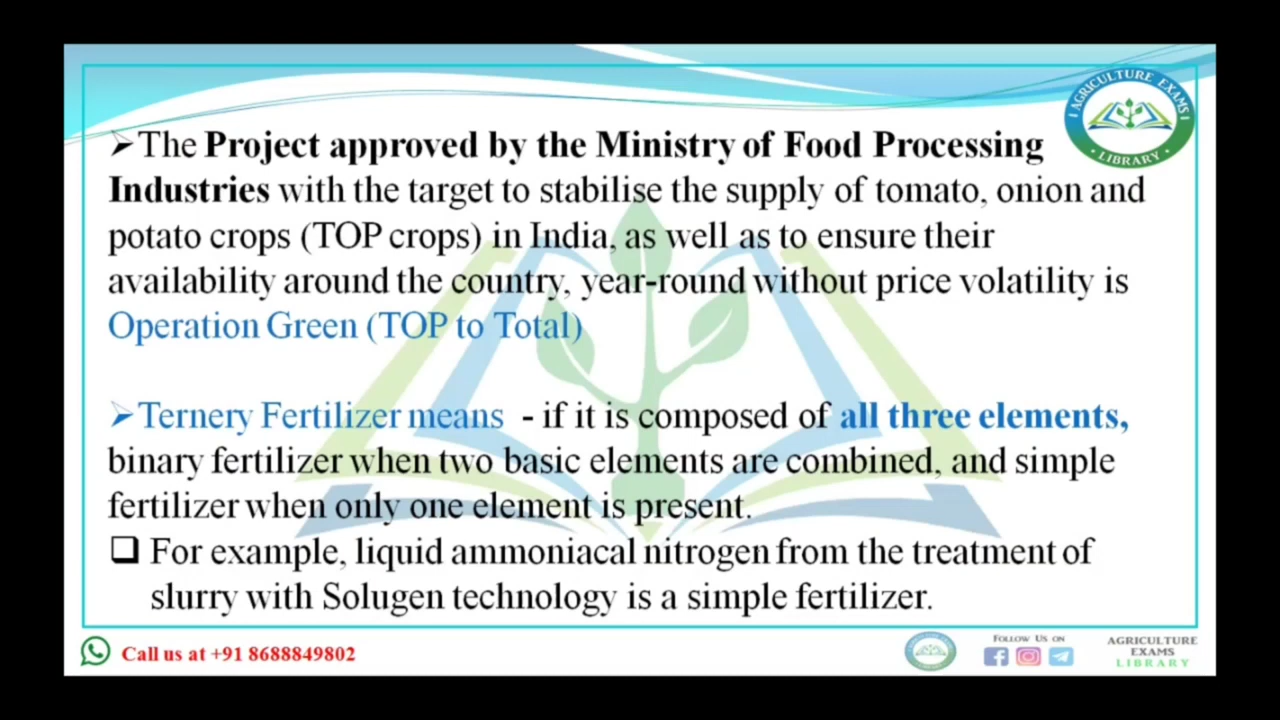 AGRICULTURE EXAMS
LIBRARY
➢The Project approved by the Ministry of Food Processing
Industries with the target to stabilise the supply of tomato, onion and
potato crops (TOP crops) in India, as well as to ensure their
availability around the country, year-round without price volatility is
Operation Green (TOP to Total)
➢Ternery Fertilizer means - if it is composed of all three elements,
binary fertilizer when two basic elements are combined, and simple
fertilizer when only one element is present.
❑ For example, liquid ammoniacal nitrogen from the treatment of
slurry with Solugen technology is a simple fertilizer.
Call us at +91 8688849802
FOLLOW US ON
AGRICULTURE
EXAMS
LIBRARY